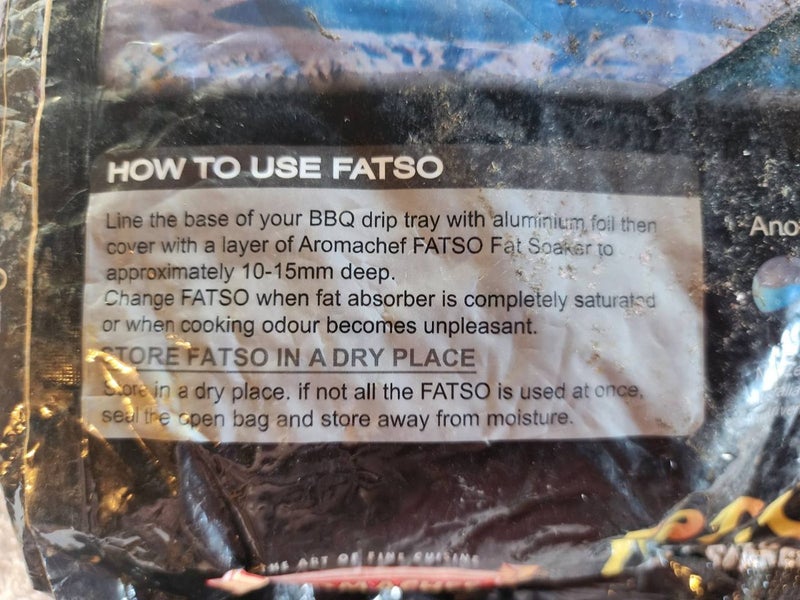 HOW TO USE FATSO
Line the base of your BBQ drip tray with aluminium foil then
cover with a layer of Aromachef FATSO Fat Soaker to
approximately 10-15mm deep.
Change FATSO when fat absorber is completely saturated
or when cooking odour becomes unpleasant.
STORE FATSO IN A DRY PLACE
Store in a dry place. if not all the FATSO is used at once,
seal the open bag and store away from moisture.
Ano
THE ART OF FINE CUISINE